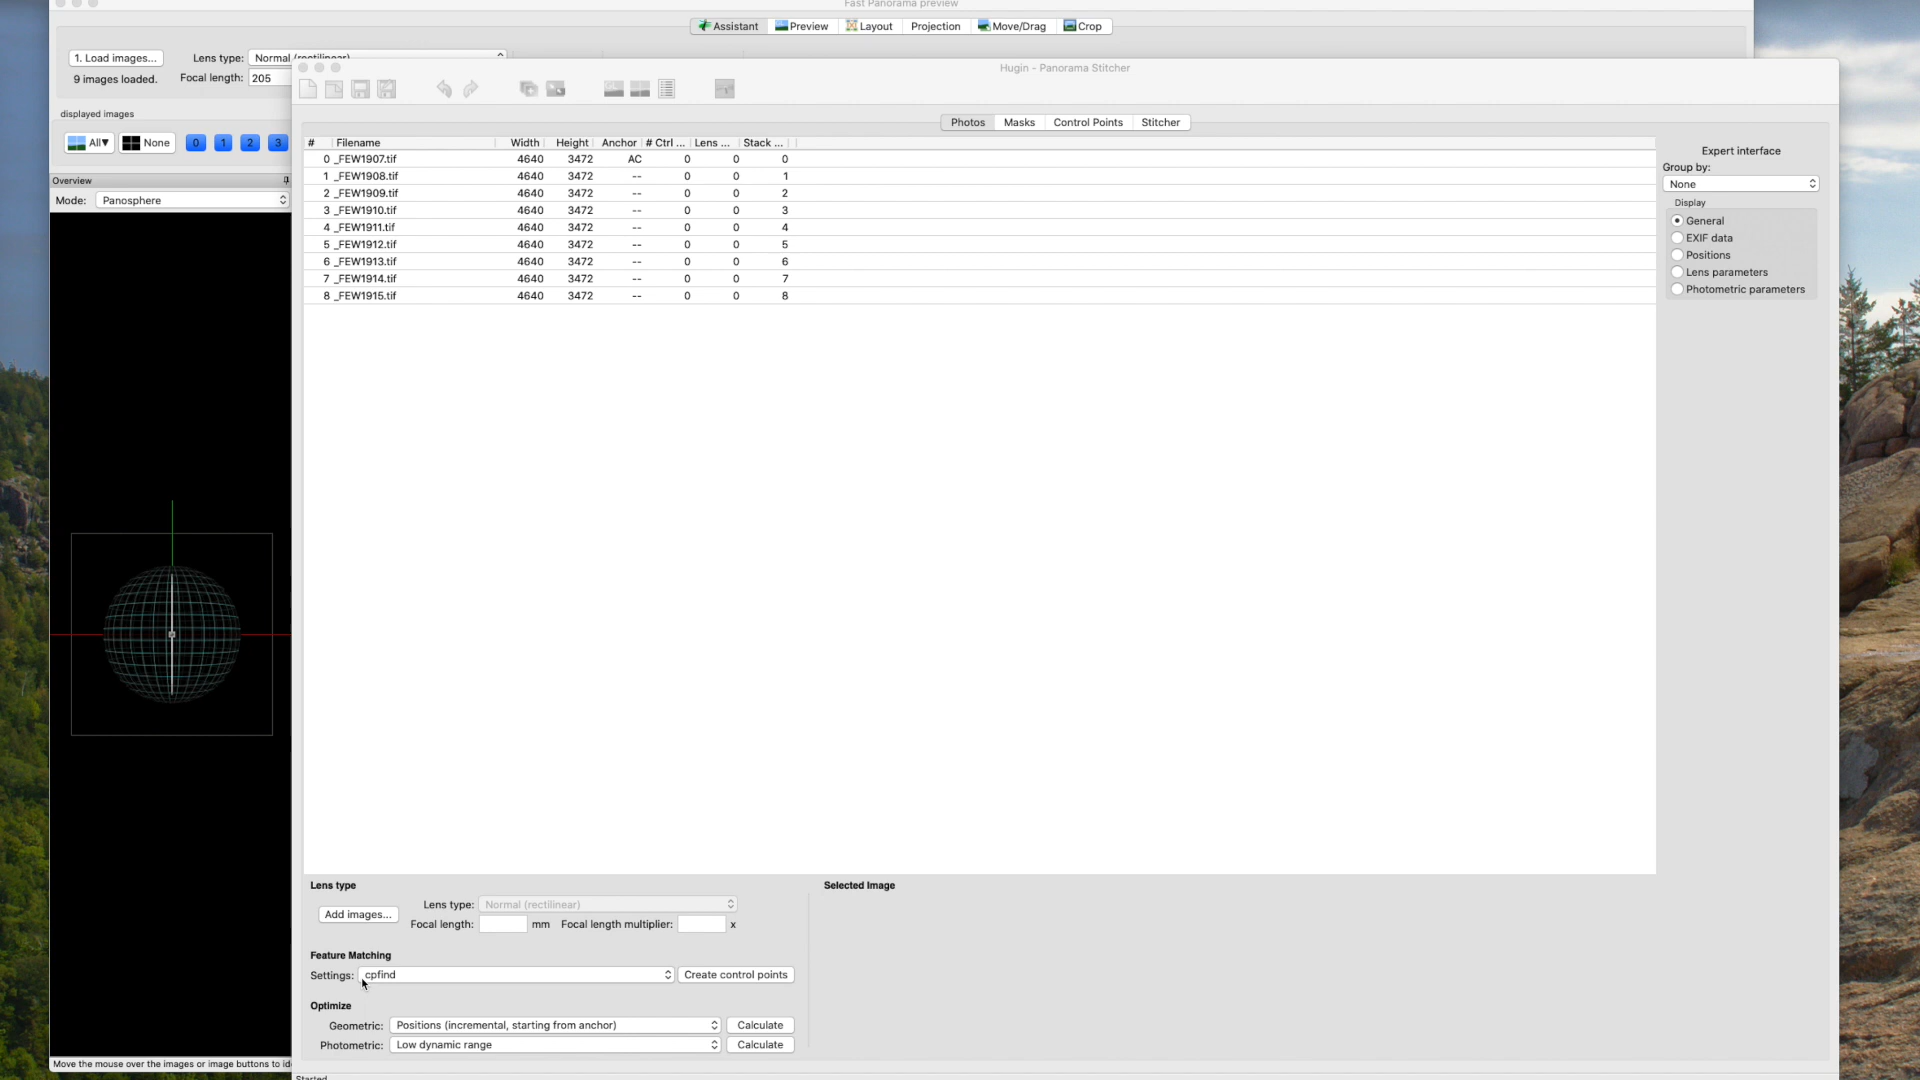 Fast Panorama preview
Assistant Preview Layout Projection Move/Drag Crop
1. Load images... Lens type: Normal (rectilinear)
9 images loaded. Focal length: 205
displayed images
All▾ None 0 1 2 3
Overview
Mode: Panosphere
Move the mouse over the images or image buttons to id
Hugin - Panorama Stitcher
Photos Masks Control Points Stitcher
# Filename Width Height Anchor # Ctrl ... Lens ... Stack ...
0 _FEW1907.tif 4640 3472 AC 0 0 0
1 _FEW1908.tif 4640 3472 -- 0 0 1
2 _FEW1909.tif 4640 3472 -- 0 0 2
3 _FEW1910.tif 4640 3472 -- 0 0 3
4 _FEW1911.tif 4640 3472 -- 0 0 4
5 _FEW1912.tif 4640 3472 -- 0 0 5
6 _FEW1913.tif 4640 3472 -- 0 0 6
7 _FEW1914.tif 4640 3472 -- 0 0 7
8 _FEW1915.tif 4640 3472 -- 0 0 8
Expert interface
Group by:
None
Display
General
EXIF data
Positions
Lens parameters
Photometric parameters
Lens type
Add images...
Lens type: Normal (rectilinear)
Focal length: mm Focal length multiplier: x
Feature Matching
Settings: cpfind Create control points
Optimize
Geometric: Positions (incremental, starting from anchor) Calculate
Photometric: Low dynamic range Calculate
Selected Image
Started